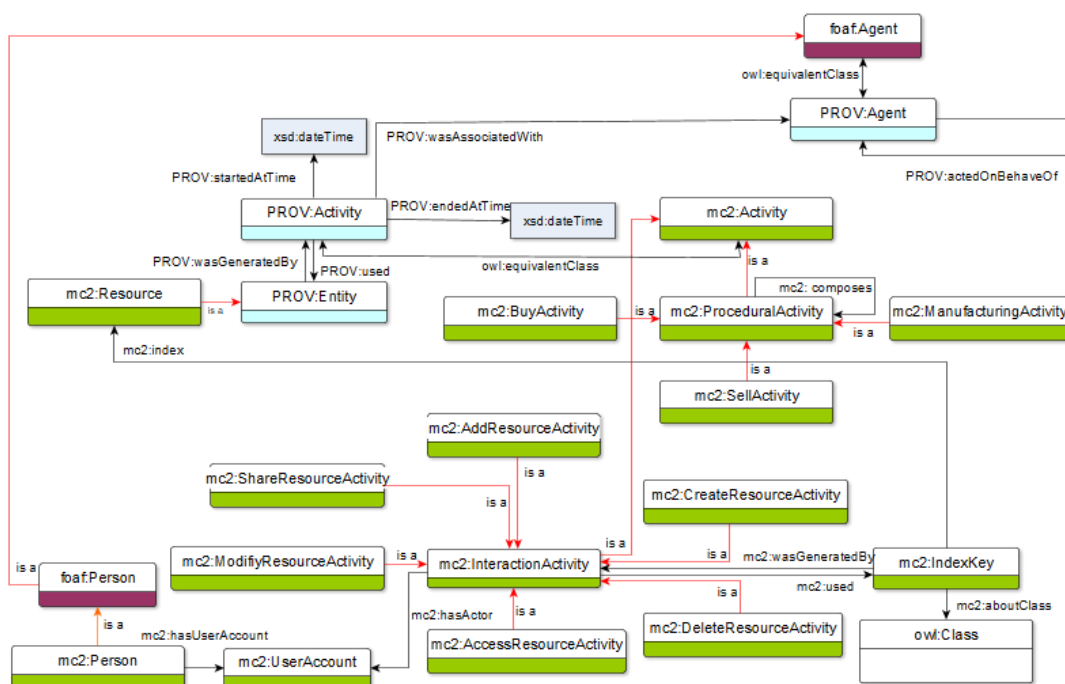 foaf:Agent
owl:equivalentClass
PROV:Agent
xsd:dateTime
PROV:wasAssociatedWith
PROV:actedOnBehaveOf
PROV:startedAtTime
PROV:Activity
PROV:endedAtTime
xsd:dateTime
mc2:Activity
PROV:wasGeneratedBy
PROV:used
owl:equivalentClass
is a
mc2:Resource
is a
PROV:Entity
mc2: composes
mc2:BuyActivity
is a
mc2:ProceduralActivity
is a
mc2:ManufacturingActivity
mc2:index
is a
mc2:SellActivity
mc2:AddResourceActivity
is a
mc2:ShareResourceActivity
is a
mc2:CreateResourceActivity
is a
is a
mc2:ModifiyResourceActivity
is a
mc2:InteractionActivity
mc2:wasGeneratedBy
mc2:used
mc2:IndexKey
is a
foaf:Person
mc2:aboutClass
is a
mc2:hasUserAccount
mc2:hasActor
is a
is a
mc2:AccessResourceActivity
mc2:DeleteResourceActivity
owl:Class
mc2:Person
mc2:UserAccount